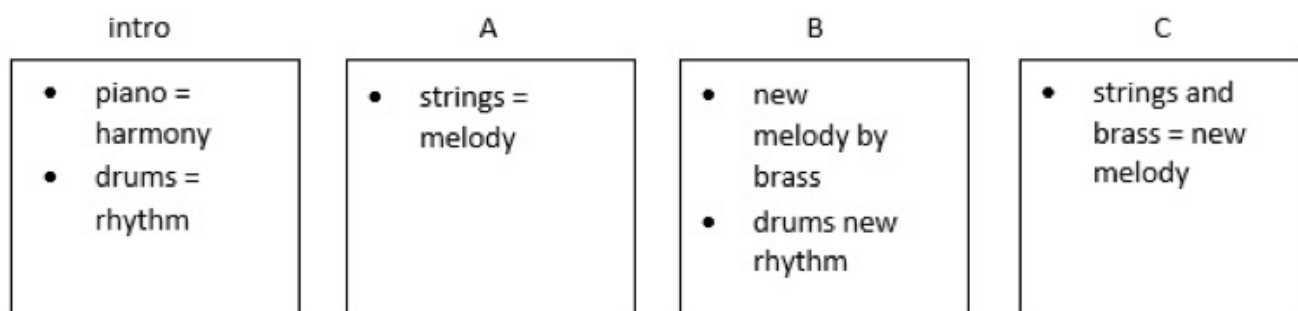 intro
• piano =
harmony
• drums =
rhythm
A
• strings =
melody
B
• new
melody by
brass
• drums new
rhythm
C
• strings and
brass = new
melody